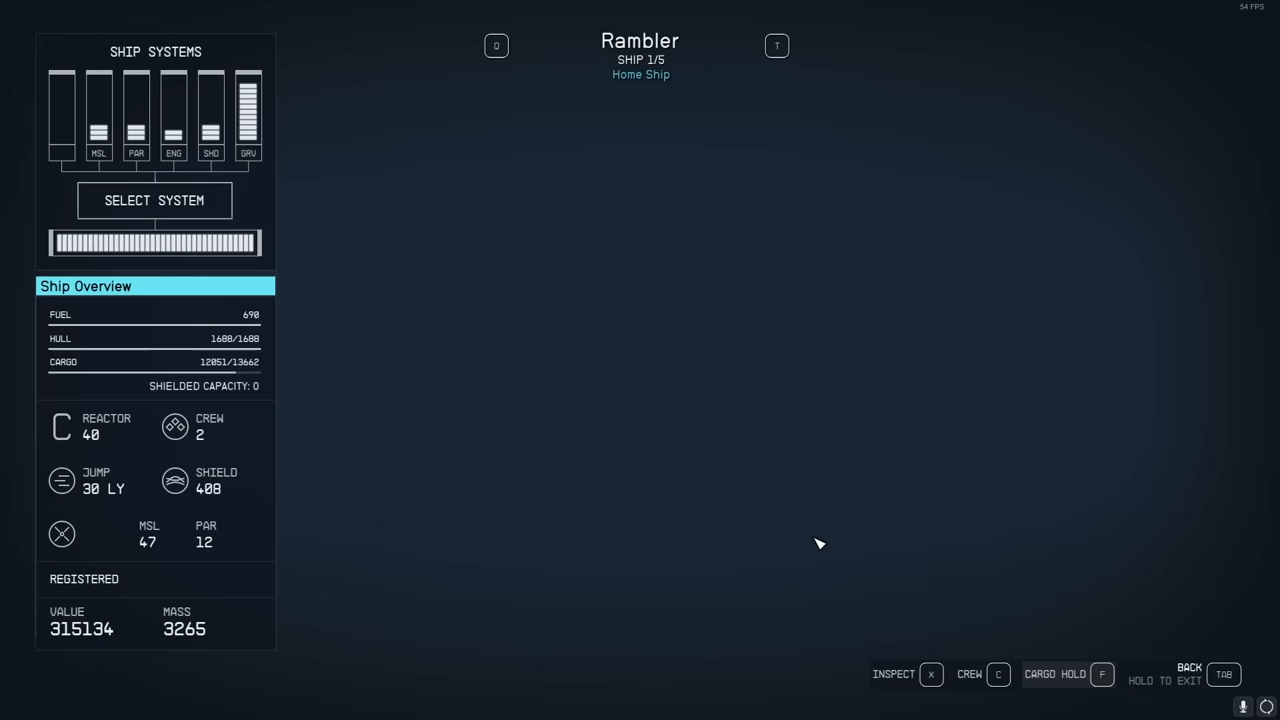 54 FPS
SHIP SYSTEMS
MSL PAR ENG SHD GRV
SELECT SYSTEM
Q
Rambler
T
SHIP 1/5
Home Ship
Ship Overview
FUEL 690
HULL 1688/1688
CARGO 12051/13662
SHIELDED CAPACITY: 0
C
REACTOR
40
CREW
2
JUMP
30 LY
SHIELD
408
MSL
47
PAR
12
REGISTERED
VALUE
315134
MASS
3265
INSPECT X
CREW C
CARGO HOLD F
BACK
HOLD TO EXIT
TAB